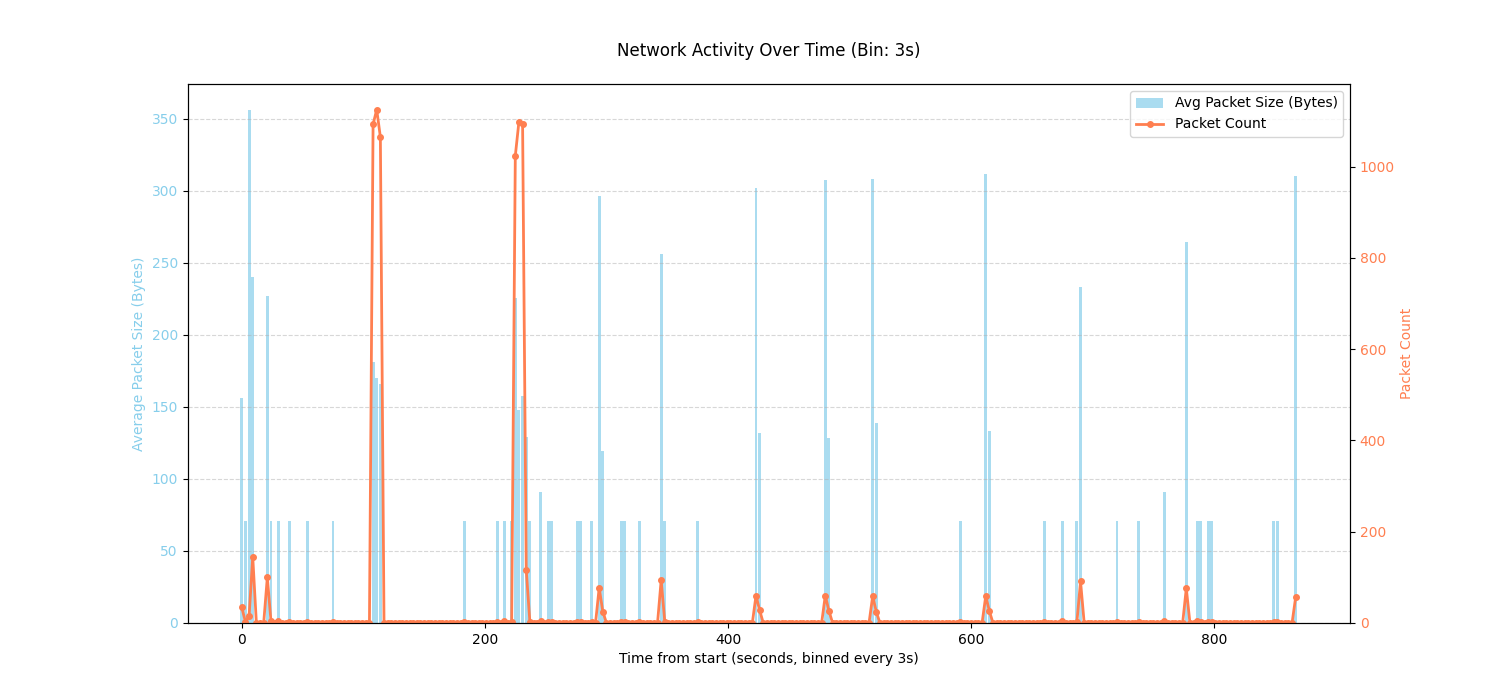 Network Activity Over Time (Bin: 3s)
Avg Packet Size (Bytes)
Packet Count
350
300
250
200
150
100
50
0
Average Packet Size (Bytes)
1000
800
600
400
200
0
Packet Count
0 200 400 600 800
Time from start (seconds, binned every 3s)